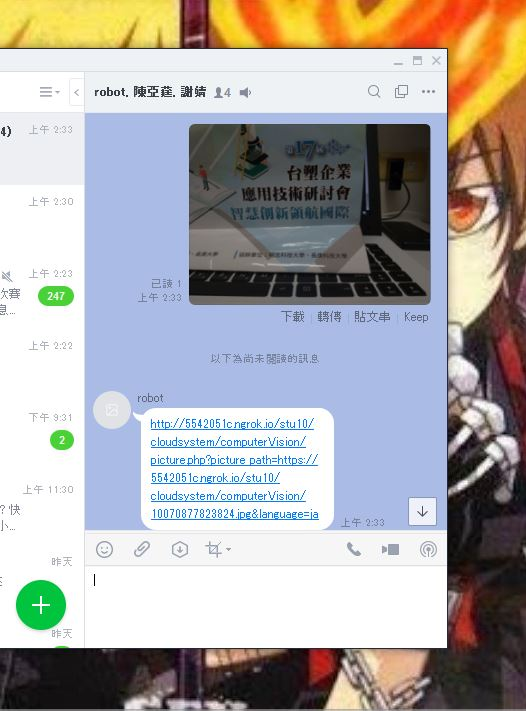 robot, 陳亞蕯, 謝綪
4
4)
上午 2:33
上午 2:30
上午 2:23
次賽
247
息...
上午 2:22
下午 9:31
2
上午 11:30
? 快
小...
昨天
昨天
第17屆
台塑企業
應用技術研討會
智慧創新領航國際
已讀 1
上午 2:33
下載 | 轉傳 | 貼文串 | Keep
以下為尚未閱讀的訊息
robot
http://5542051c.ngrok.io/stu10/
cloudsystem/computerVision/
picture.php?picture_path=https://
5542051c.ngrok.io/stu10/
cloudsystem/computerVision/
10070877823824.jpg&language=ja
上午 2:33